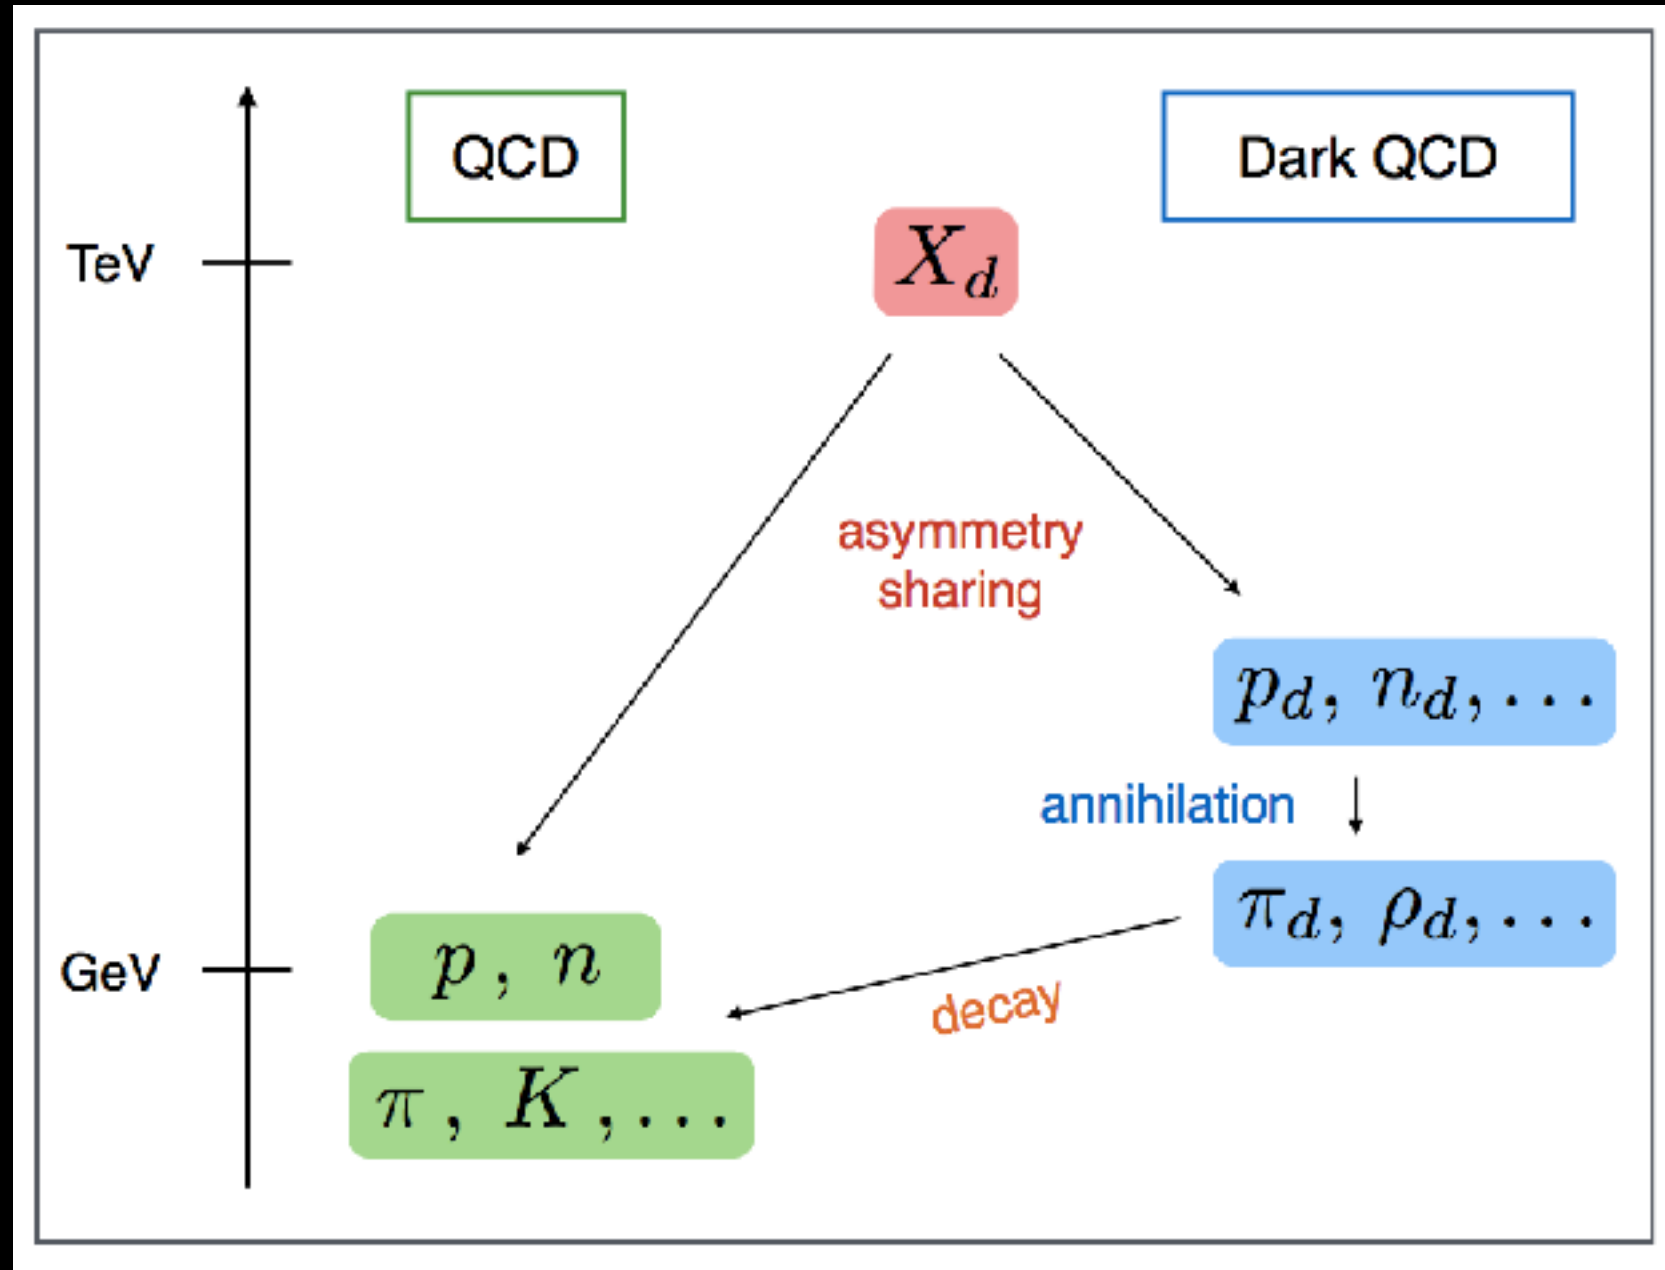 QCD
Dark QCD
TeV
X_d
asymmetry
sharing
p_d, n_d, ...
annihilation
π_d, ρ_d, ...
GeV
p, n
decay
π, K, ...